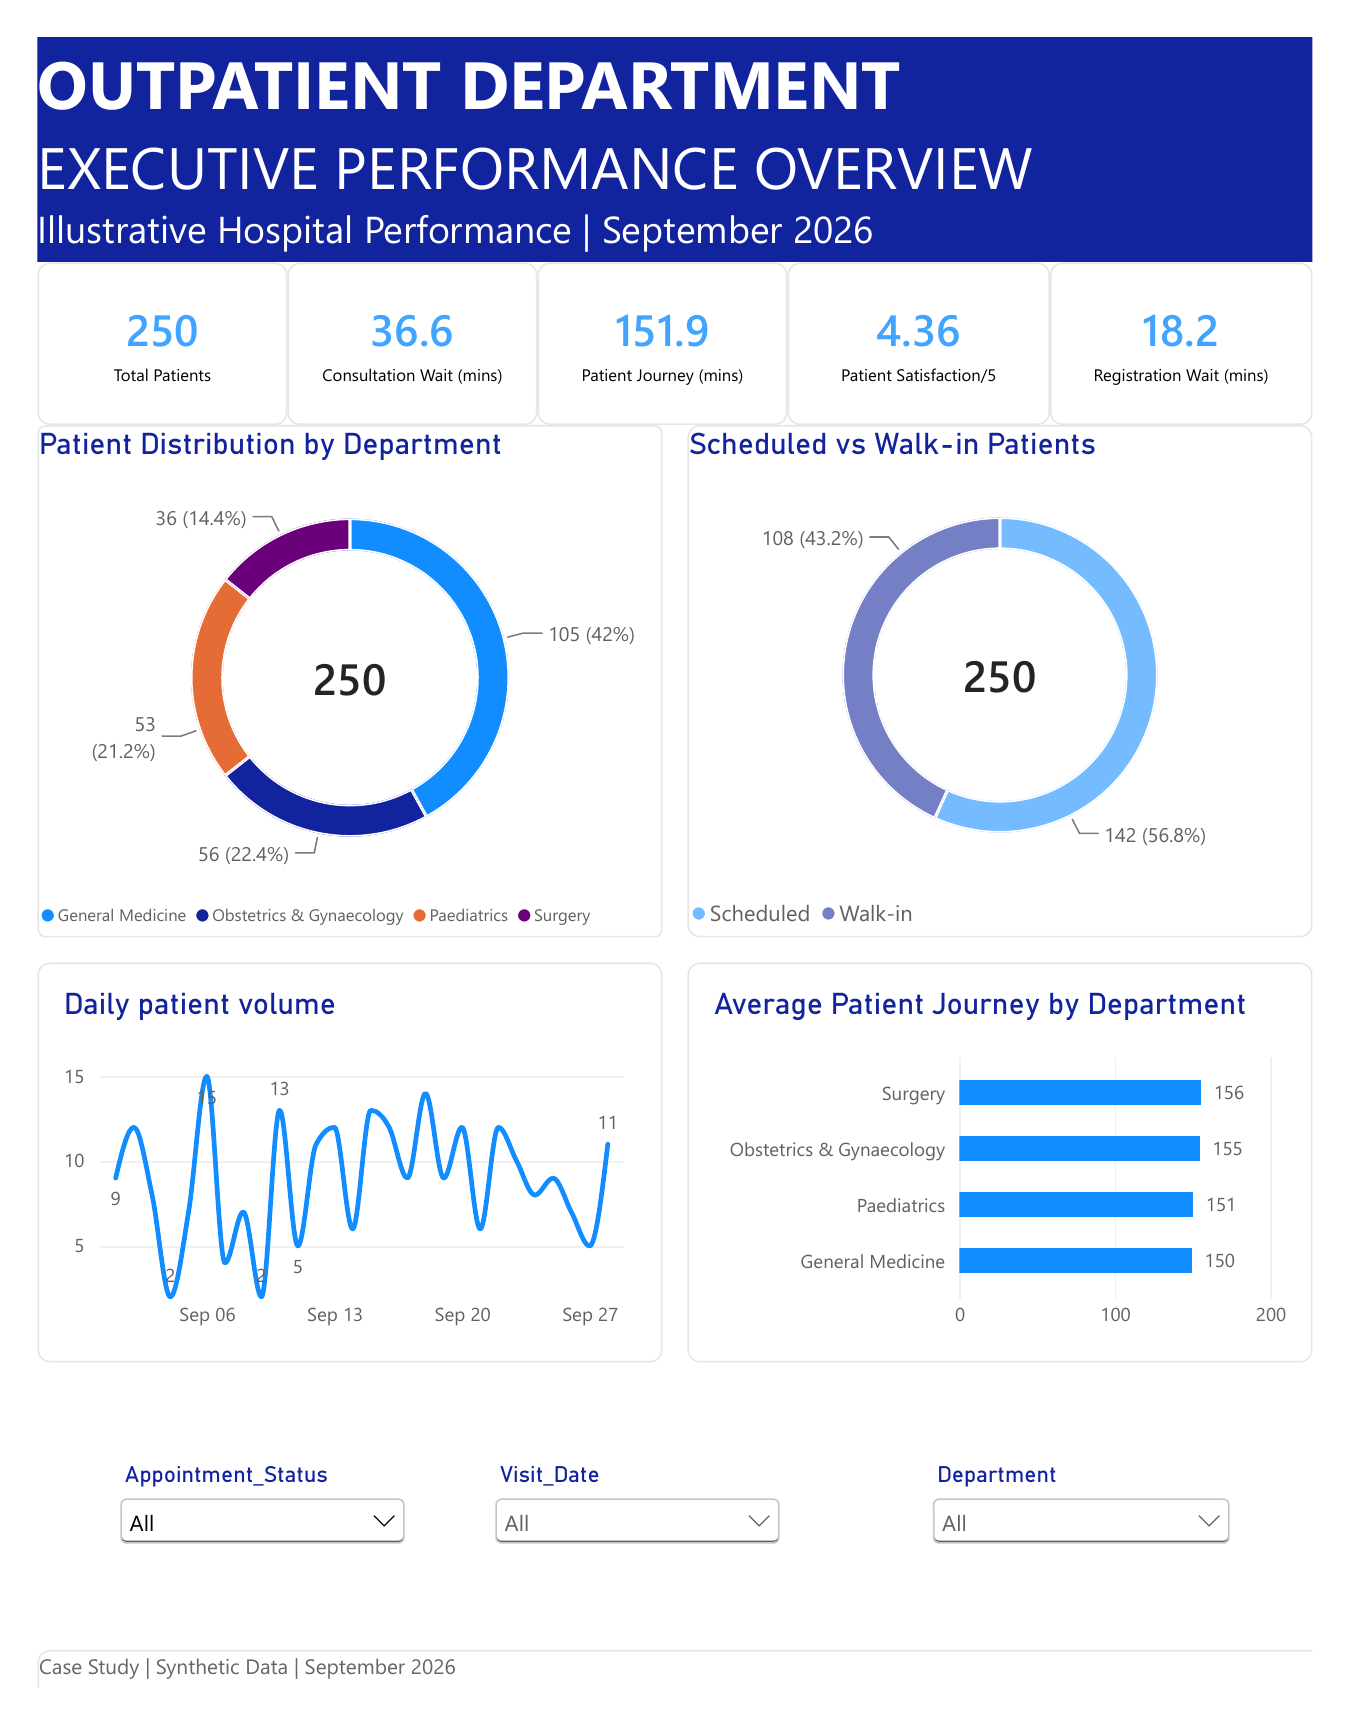 OUTPATIENT DEPARTMENT
EXECUTIVE PERFORMANCE OVERVIEW
Illustrative Hospital Performance | September 2026
250
Total Patients
36.6
Consultation Wait (mins)
151.9
Patient Journey (mins)
4.36
Patient Satisfaction/5
18.2
Registration Wait (mins)
Patient Distribution by Department
36 (14.4%)
105 (42%)
250
53
(21.2%)
56 (22.4%)
General Medicine Obstetrics & Gynaecology Paediatrics Surgery
Scheduled vs Walk-in Patients
108 (43.2%)
250
142 (56.8%)
Scheduled Walk-in
Daily patient volume
15
10
5
9
2
15
2
13
5
11
Sep 06 Sep 13 Sep 20 Sep 27
Average Patient Journey by Department
Surgery 156
Obstetrics & Gynaecology 155
Paediatrics 151
General Medicine 150
0 100 200
Appointment_Status
All
Visit_Date
All
Department
All
Case Study | Synthetic Data | September 2026